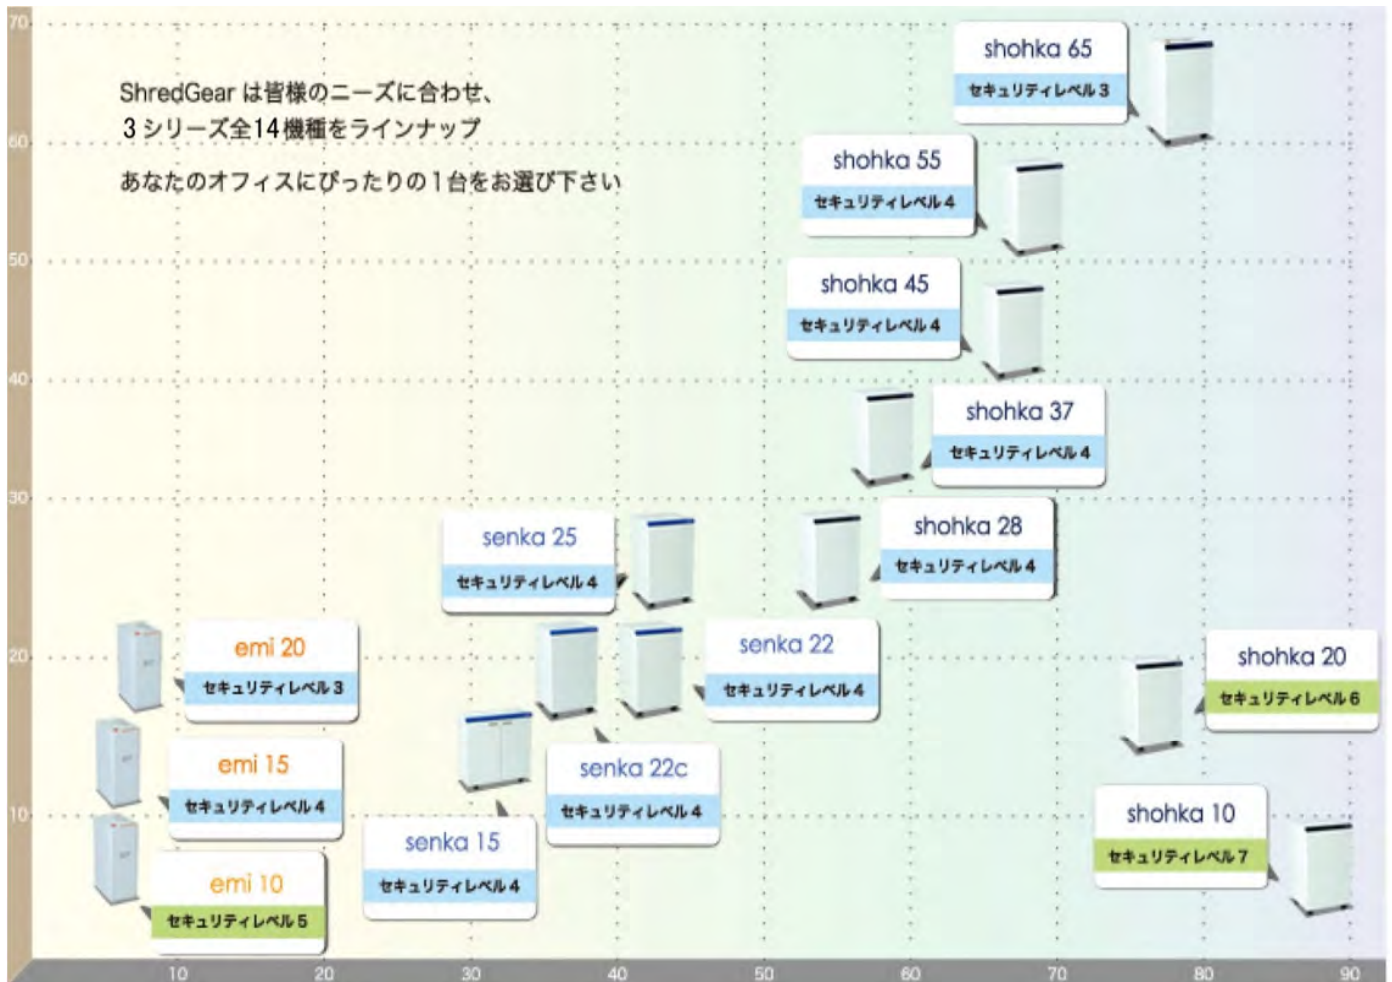 70
shohka 65
セキュリティレベル3
ShredGear は皆様のニーズに合わせ、
3 シリーズ全14機種をラインナップ
60
shohka 55
セキュリティレベル4
あなたのオフィスにぴったりの1台をお選び下さい
50
shohka 45
セキュリティレベル4
40
shohka 37
セキュリティレベル4
30
senka 25
セキュリティレベル4
shohka 28
セキュリティレベル4
20
emi 20
セキュリティレベル3
senka 22
セキュリティレベル4
shohka 20
セキュリティレベル6
emi 15
セキュリティレベル4
senka 22c
セキュリティレベル4
10
senka 15
セキュリティレベル4
shohka 10
セキュリティレベル7
emi 10
セキュリティレベル5
10 20 30 40 50 60 70 80 90